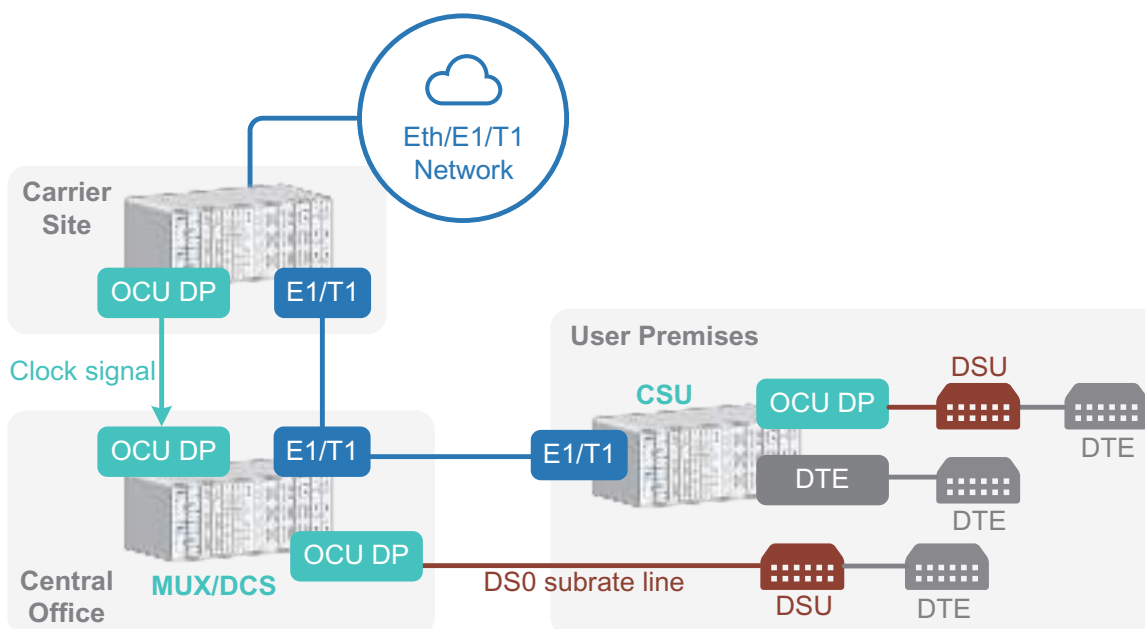 Eth/E1/T1
Network
Carrier
Site
OCU DP
E1/T1
Clock signal
User Premises
DSU
CSU
OCU DP
DTE
OCU DP
E1/T1
E1/T1
DTE
DTE
OCU DP
Central
Office
MUX/DCS
DS0 subrate line
DSU
DTE